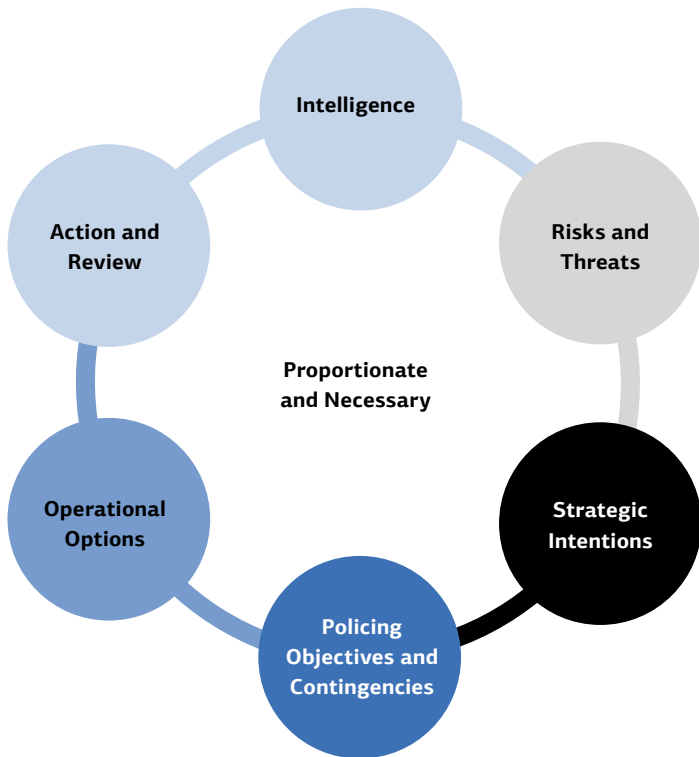 Intelligence
Risks and
Threats
Strategic
Intentions
Policing
Objectives and
Contingencies
Operational
Options
Action and
Review
Proportionate
and Necessary